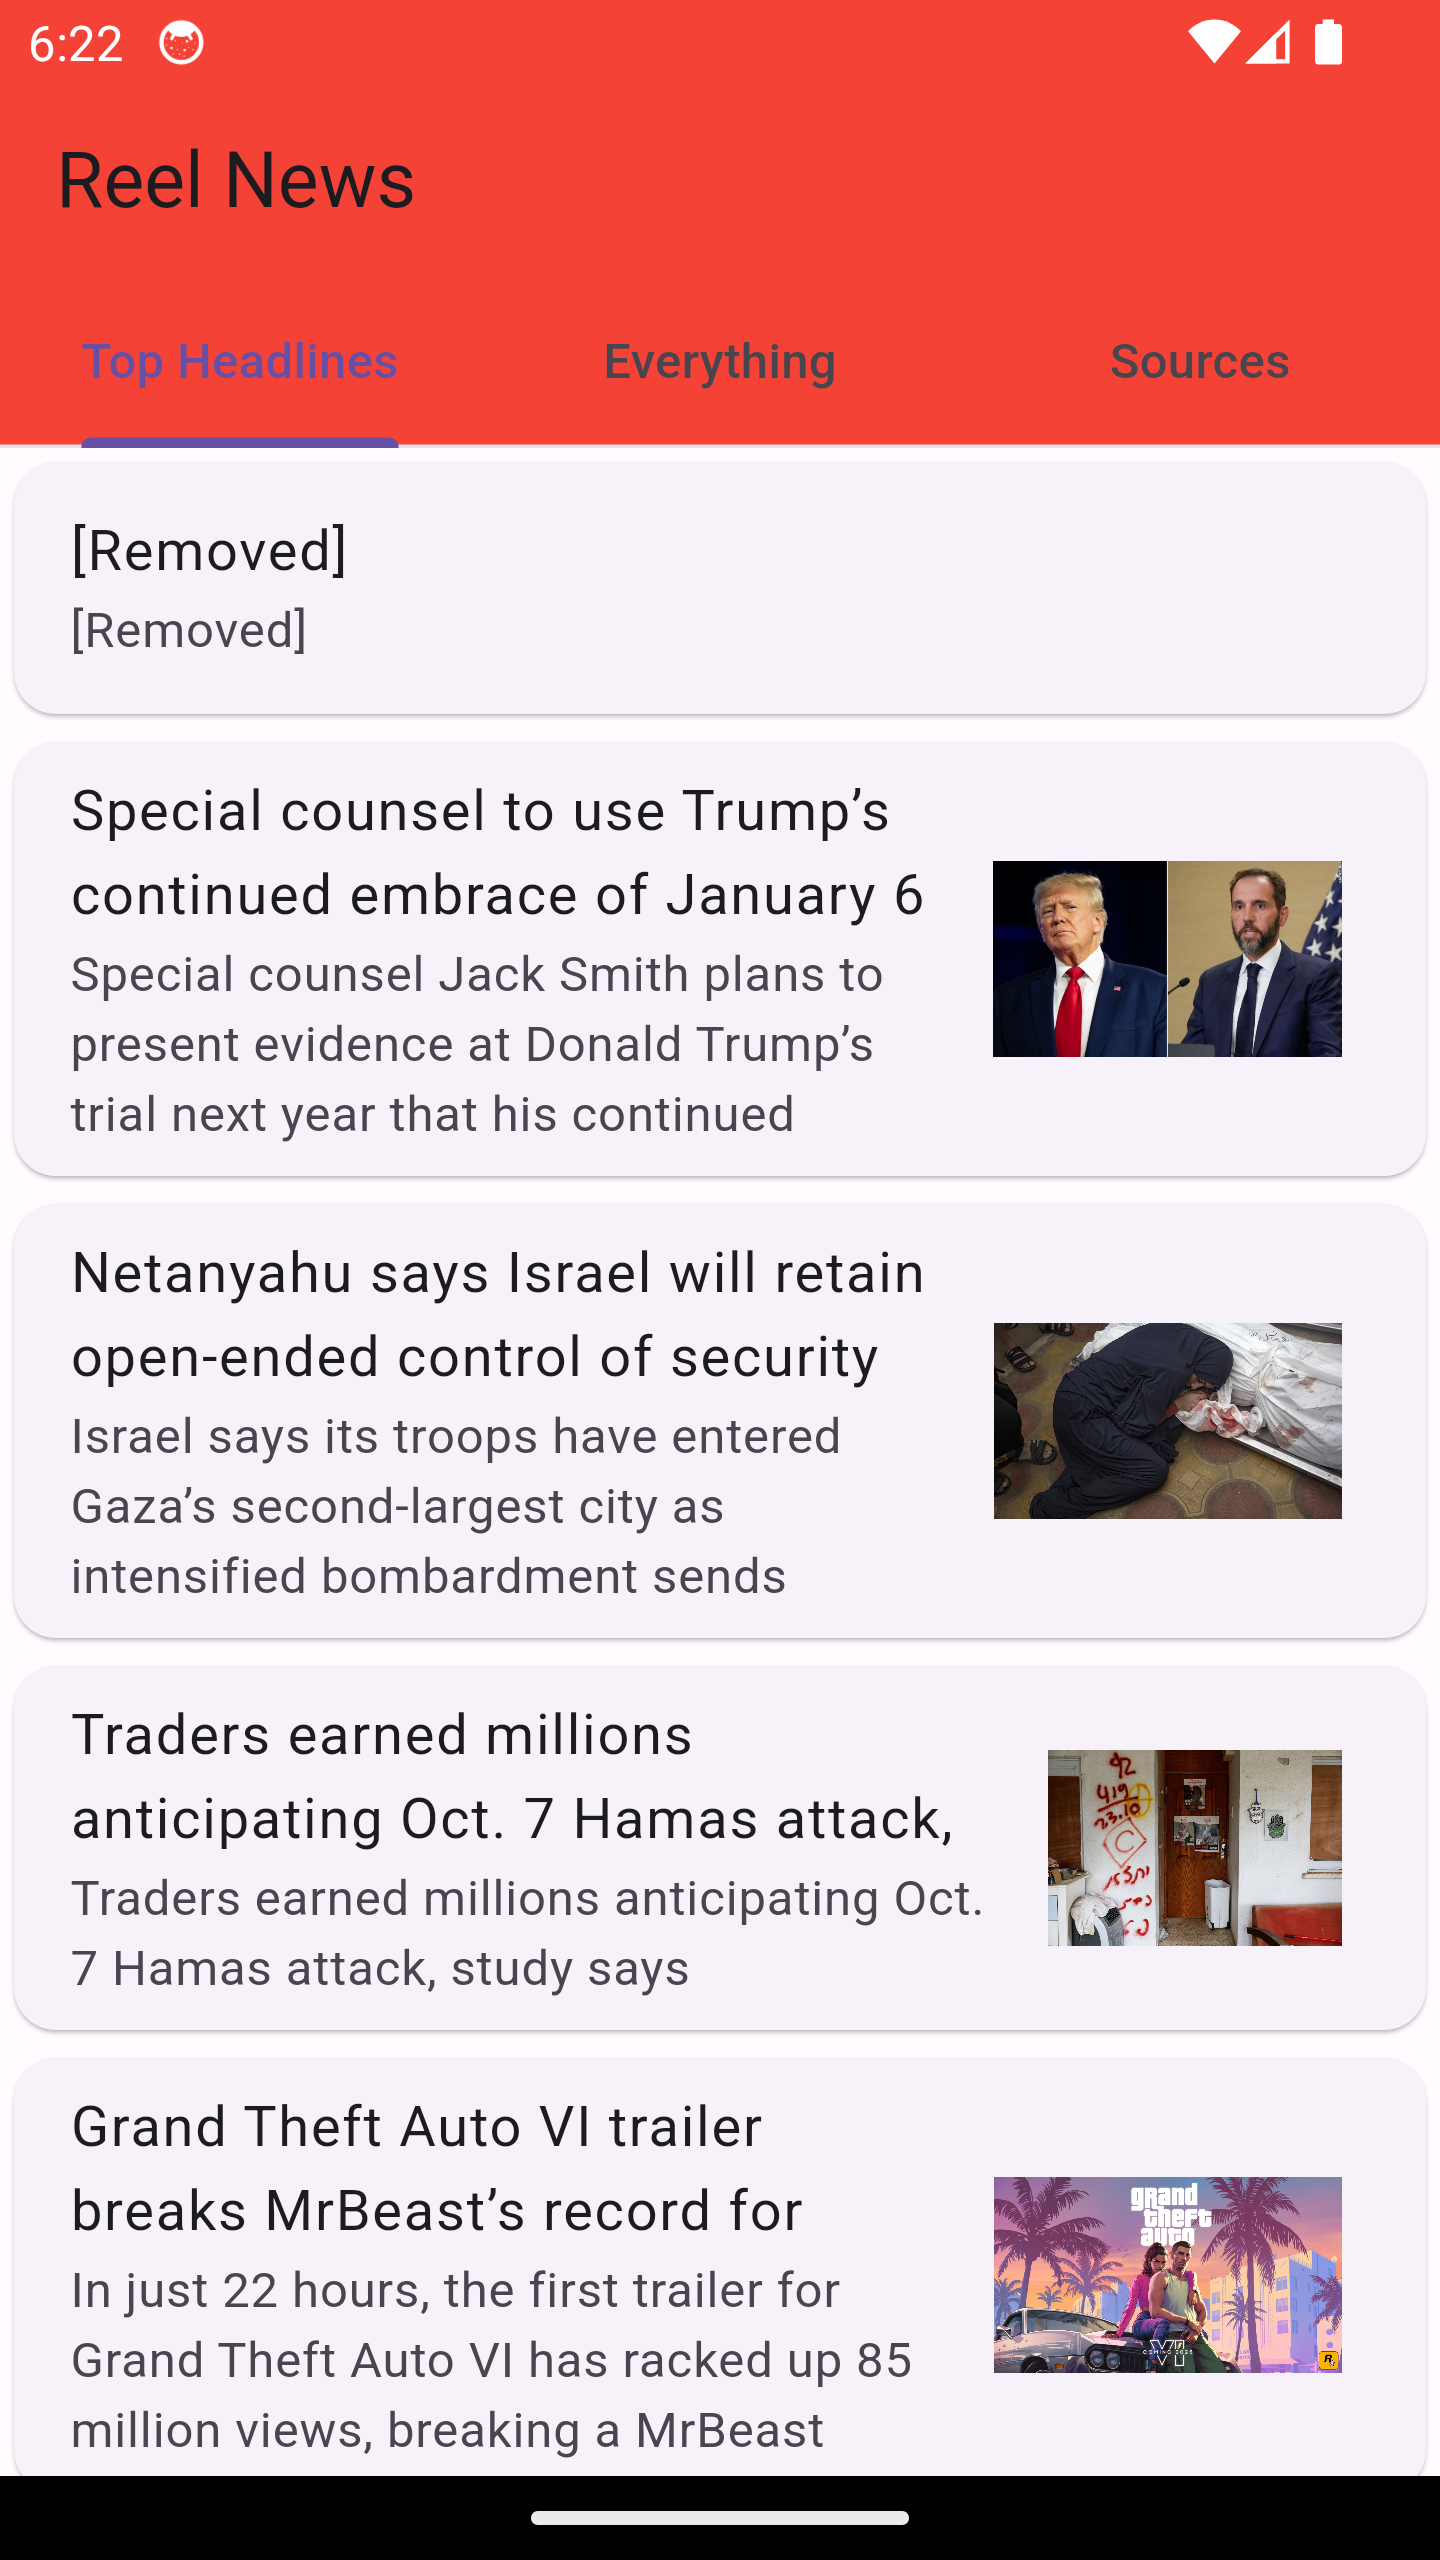 6:22
Reel News
Top Headlines
Everything
Sources
[Removed]
[Removed]
Special counsel to use Trump’s
continued embrace of January 6
Special counsel Jack Smith plans to
present evidence at Donald Trump’s
trial next year that his continued
Netanyahu says Israel will retain
open-ended control of security
Israel says its troops have entered
Gaza’s second-largest city as
intensified bombardment sends
Traders earned millions
anticipating Oct. 7 Hamas attack,
Traders earned millions anticipating Oct.
7 Hamas attack, study says
419
23.10
C
Grand Theft Auto VI trailer
breaks MrBeast’s record for
In just 22 hours, the first trailer for
Grand Theft Auto VI has racked up 85
million views, breaking a MrBeast
grand
theft
auto
VI
COMING 2025
R